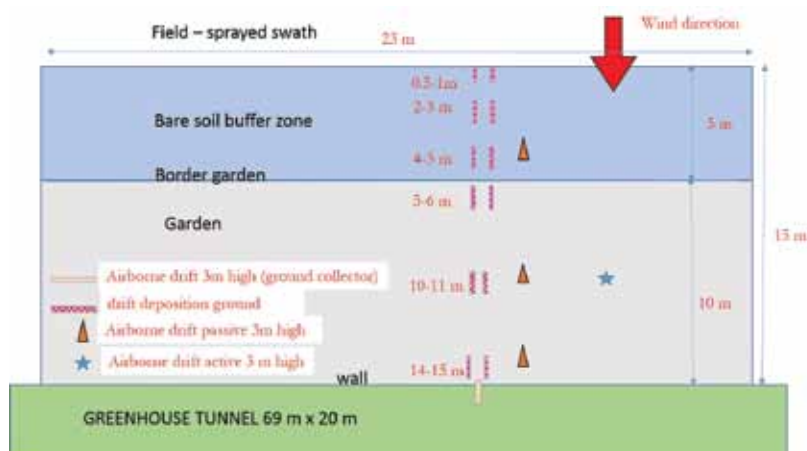 Field – sprayed swath
23 m
Wind direction
0.5-1m
2-3 m
Bare soil buffer zone
5 m
4-5 m
Border garden
5-6 m
Garden
15 m
Airborne drift 3m high (ground collector)
10-11 m
drift deposition ground
10 m
Airborne drift passive 3m high
Airborne drift active 3 m high
14-15 m
wall
GREENHOUSE TUNNEL 69 m x 20 m